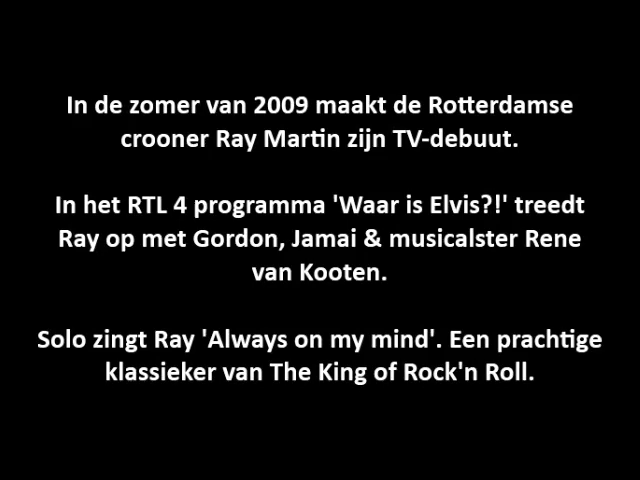 In de zomer van 2009 maakt de Rotterdamse
crooner Ray Martin zijn TV-debuut.
In het RTL 4 programma 'Waar is Elvis?!' treedt
Ray op met Gordon, Jamai & musicalster Rene
van Kooten.
Solo zingt Ray 'Always on my mind'. Een prachtige
klassieker van The King of Rock'n Roll.